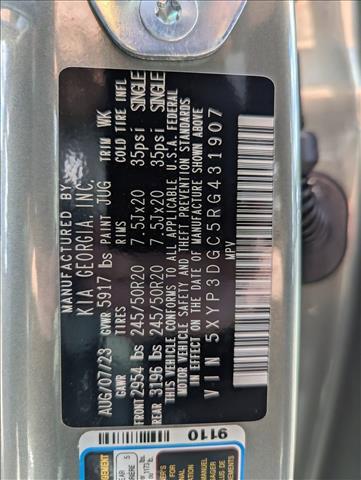 MANUFACTURED BY
KIA GEORGIA, INC.
AUG/07/23 GVWR 5917 lbs PAINT JUG TRIM WK
GAWR TIRES RIMS COLD TIRE INFL
FRONT 2954 lbs 245/50R20 7.5Jx20 35psi SINGLE
REAR 3196 lbs 245/50R20 7.5Jx20 35psi SINGLE
THIS VEHICLE CONFORMS TO ALL APPLICABLE U.S.A. FEDERAL
MOTOR VEHICLE SAFETY AND THEFT PREVENTION STANDARDS
IN EFFECT ON THE DATE OF MANUFACTURE SHOWN ABOVE
VIN 5XYP3DGC5RG431907
MPV
9110